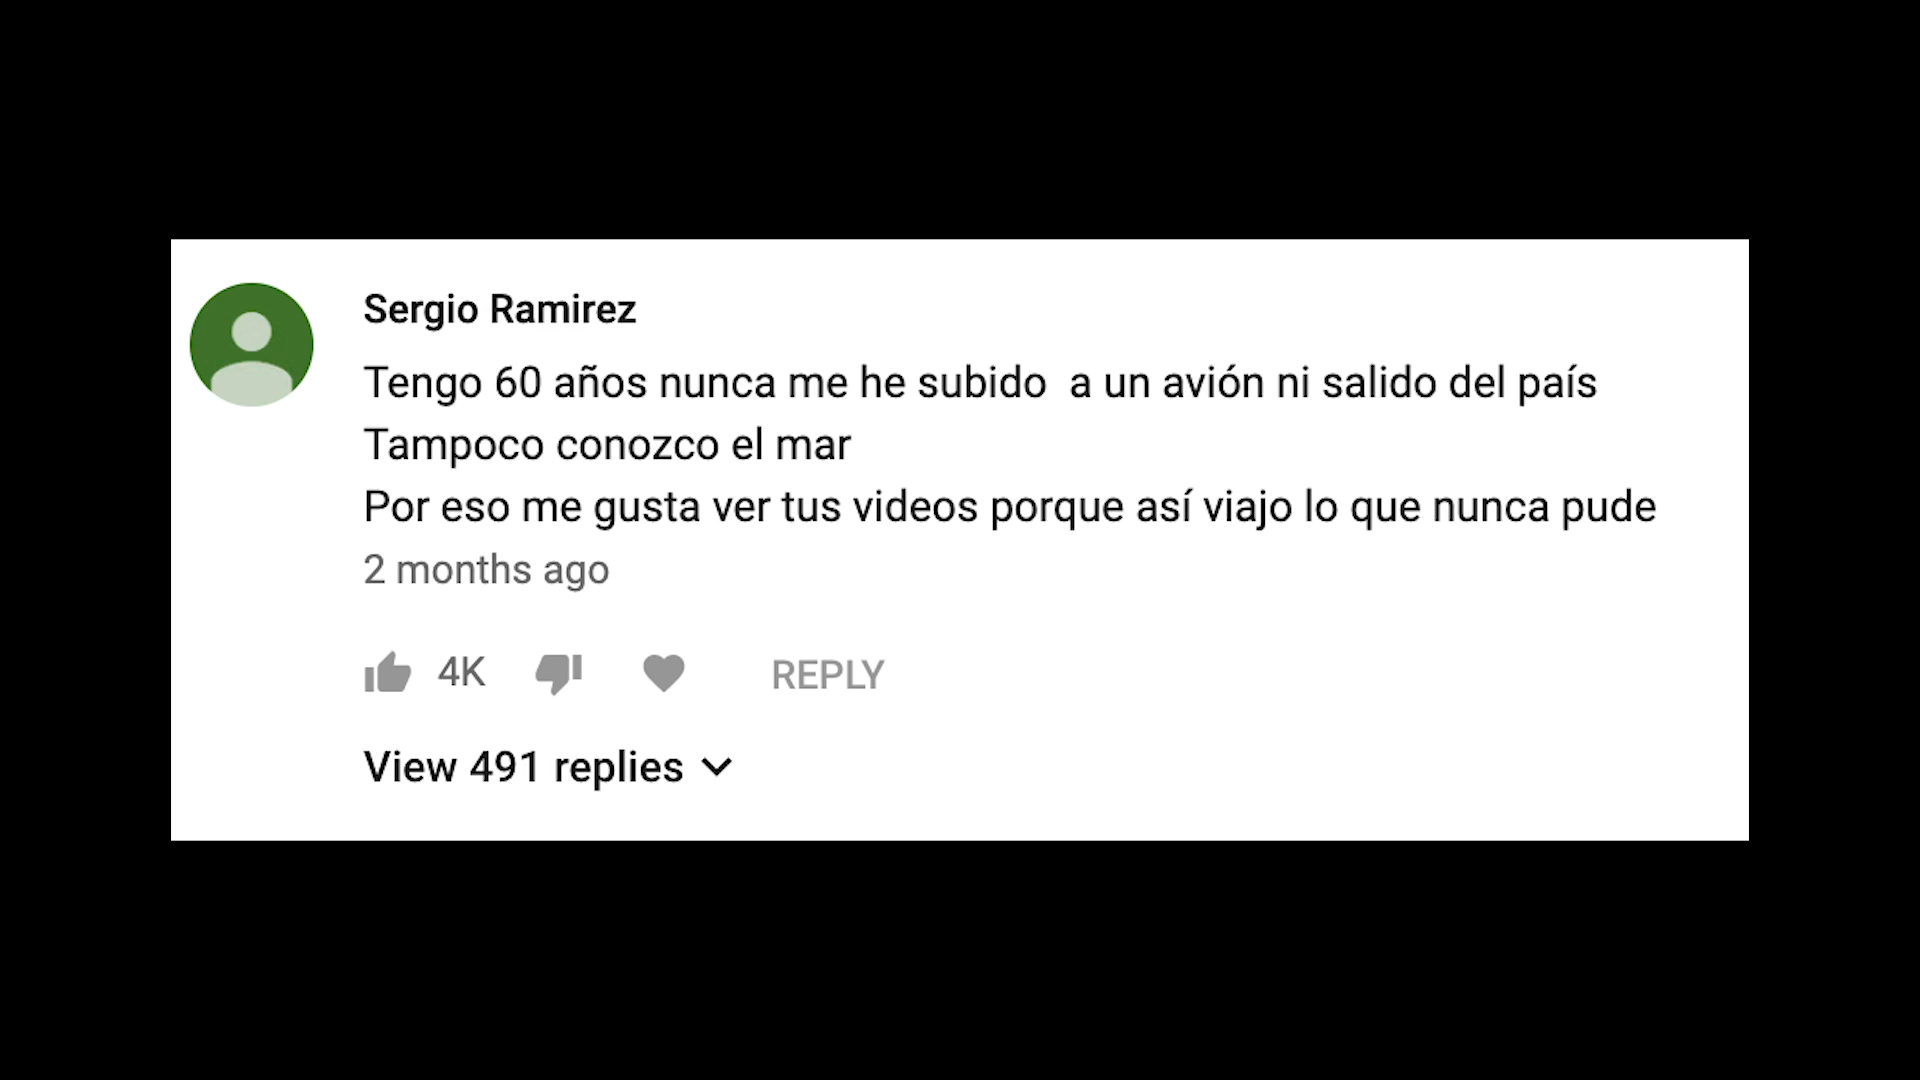 Sergio Ramirez
Tengo 60 años nunca me he subido  a un avión ni salido del país
Tampoco conozco el mar
Por eso me gusta ver tus videos porque así viajo lo que nunca pude
2 months ago
4K REPLY
View 491 replies